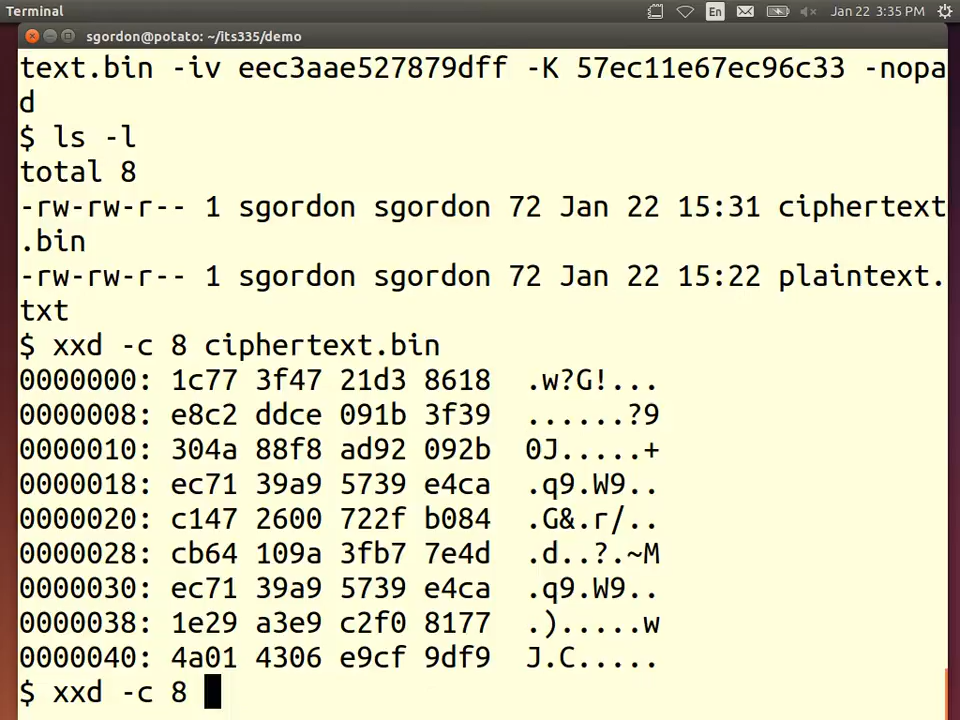 Terminal En Jan 22 3:35 PM
sgordon@potato: ~/its335/demo
text.bin -iv eec3aae527879dff -K 57ec11e67ec96c33 -nopa
d
$ ls -l
total 8
-rw-rw-r-- 1 sgordon sgordon 72 Jan 22 15:31 ciphertext
.bin
-rw-rw-r-- 1 sgordon sgordon 72 Jan 22 15:22 plaintext.
txt
$ xxd -c 8 ciphertext.bin
0000000: 1c77 3f47 21d3 8618  .w?G!...
0000008: e8c2 ddce 091b 3f39  ......?9
0000010: 304a 88f8 ad92 092b  0J.....+
0000018: ec71 39a9 5739 e4ca  .q9.W9..
0000020: c147 2600 722f b084  .G&.r/..
0000028: cb64 109a 3fb7 7e4d  .d..?.~M
0000030: ec71 39a9 5739 e4ca  .q9.W9..
0000038: 1e29 a3e9 c2f0 8177  .).....w
0000040: 4a01 4306 e9cf 9df9  J.C.....
$ xxd -c 8